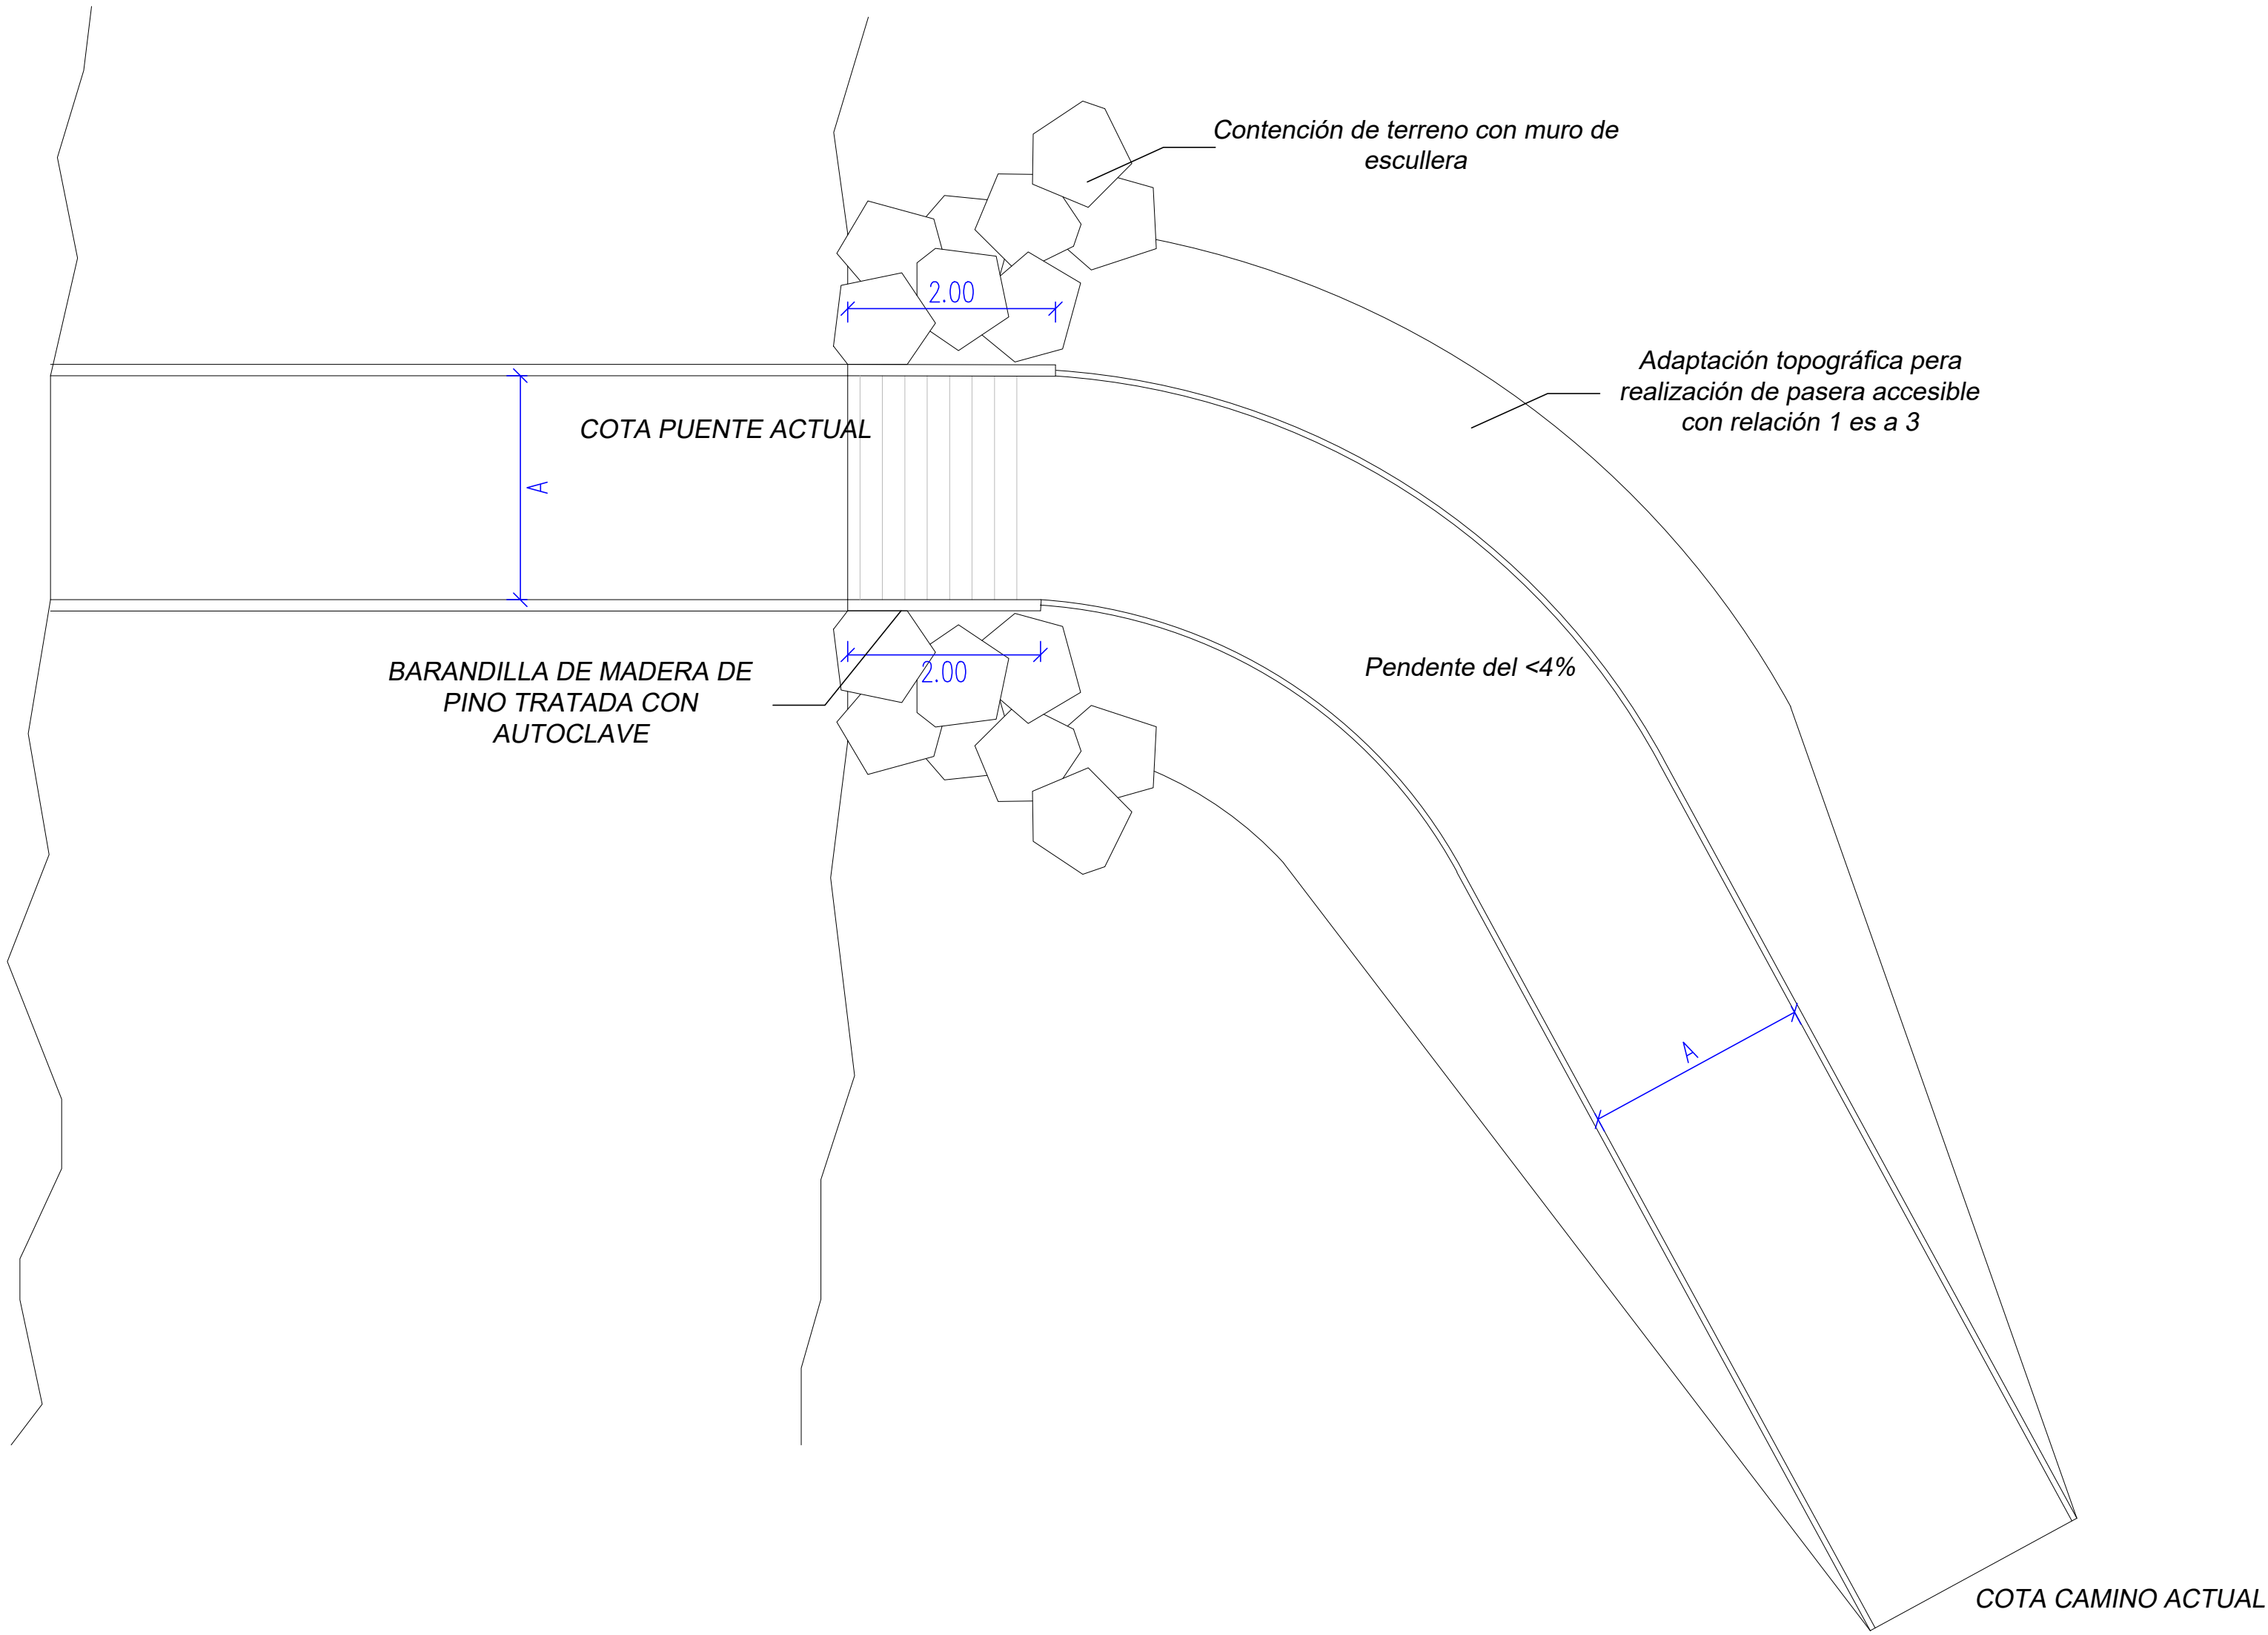 Contención de terreno con muro de
escullera
2.00
Adaptación topográfica pera
realización de pasera accesible
con relación 1 es a 3
COTA PUENTE ACTUAL
A
BARANDILLA DE MADERA DE
PINO TRATADA CON
AUTOCLAVE
2.00
Pendente del <4%
A
COTA CAMINO ACTUAL